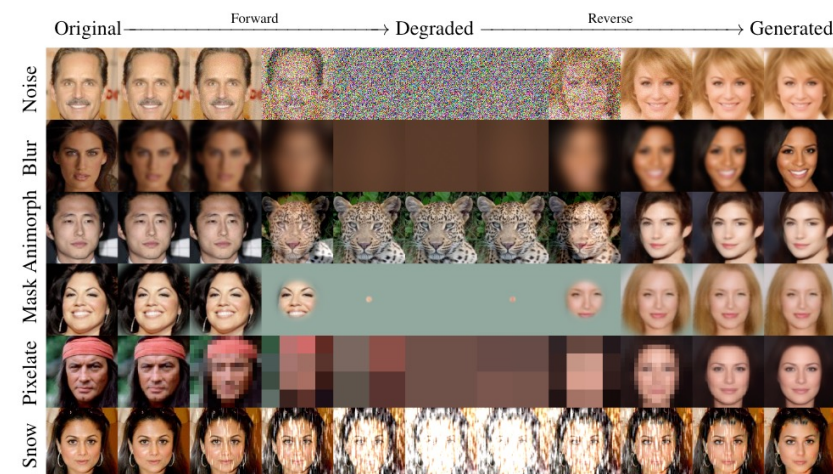 Original Forward Degraded Reverse Generated
Noise
Blur
Animorph
Mask
Pixelate
Snow